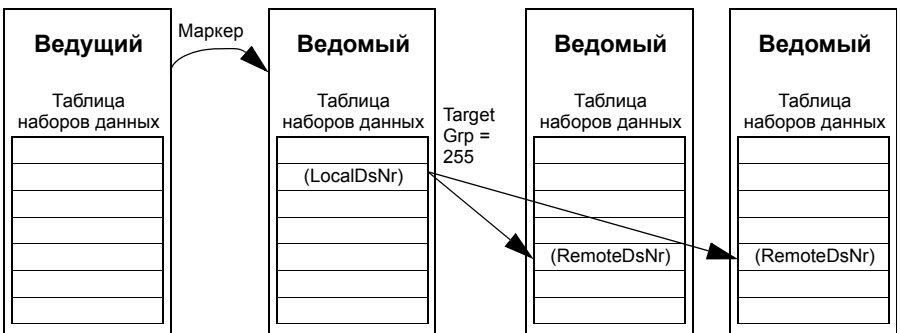 Ведущий
Маркер
Ведомый
Ведомый
Ведомый
Таблица
наборов данных
Таблица
наборов данных
Target
Grp =
255
Таблица
наборов данных
Таблица
наборов данных
(LocalDsNr)
(RemoteDsNr)
(RemoteDsNr)